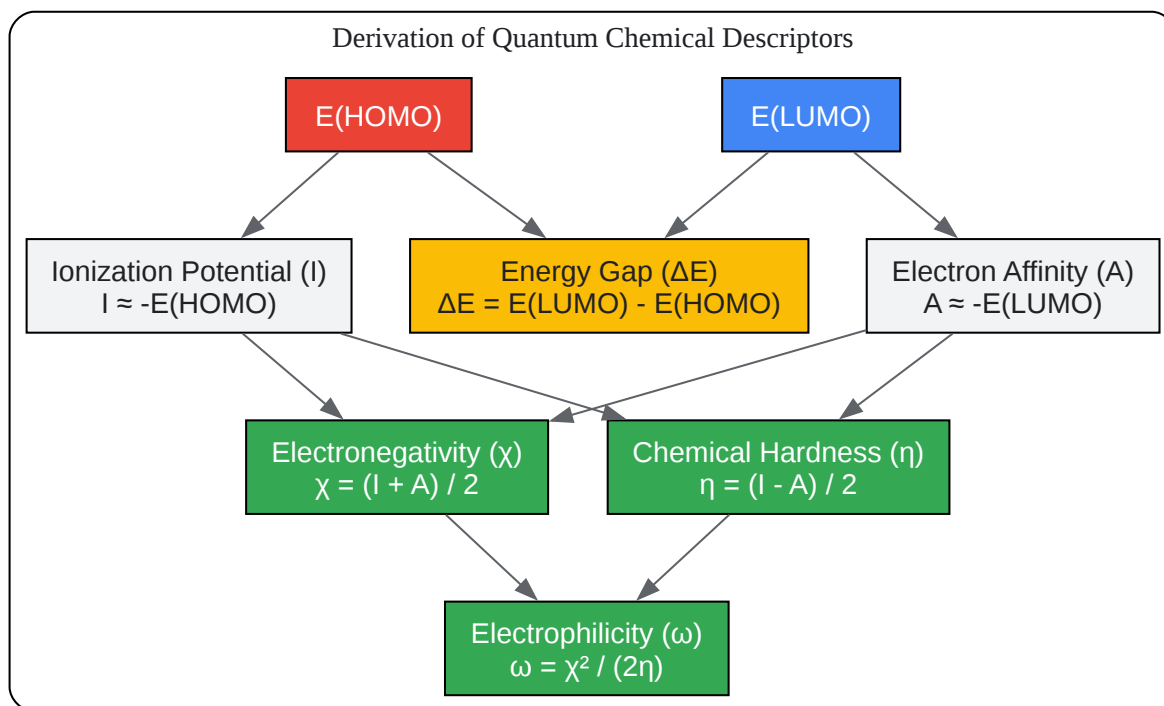 Derivation of Quantum Chemical Descriptors
E(HOMO)
E(LUMO)
Ionization Potential (I)
I ≈ -E(HOMO)
Energy Gap (ΔE)
ΔE = E(LUMO) - E(HOMO)
Electron Affinity (A)
A ≈ -E(LUMO)
Electronegativity (χ)
χ = (I + A) / 2
Chemical Hardness (η)
η = (I - A) / 2
Electrophilicity (ω)
ω = χ² / (2η)